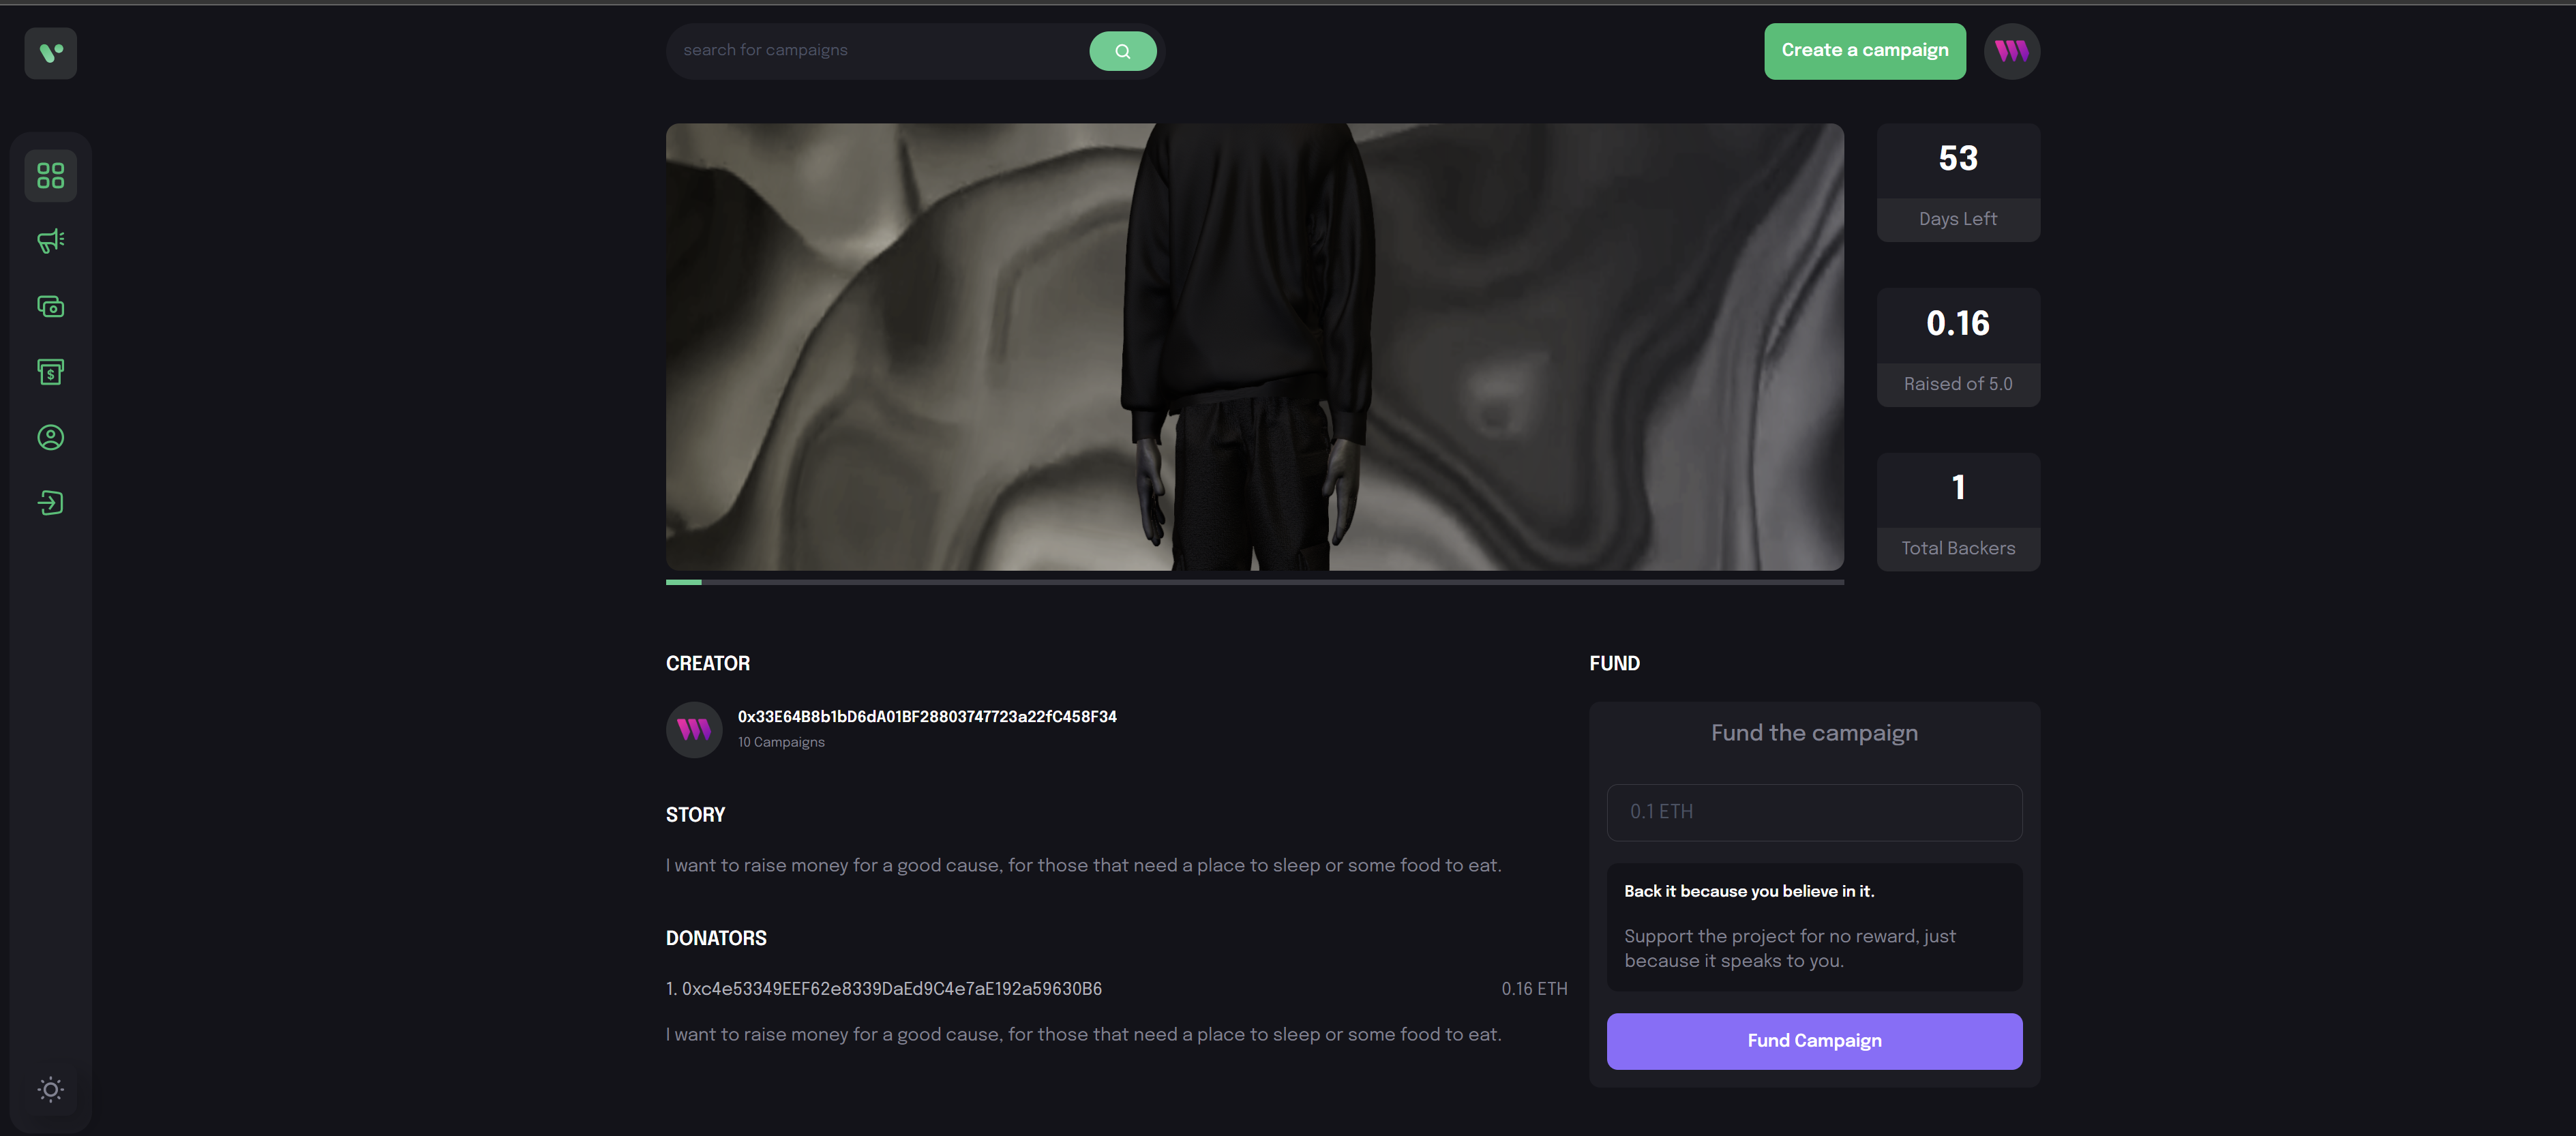 search for campaigns
Create a campaign
53
Days Left
0.16
Raised of 5.0
1
Total Backers
CREATOR
0x33E64B8b1bD6dA01BF28803747723a22fC458F34
10 Campaigns
STORY
I want to raise money for a good cause, for those that need a place to sleep or some food to eat.
DONATORS
1. 0xc4e53349EEF62e8339DaEd9C4e7aE192a59630B6
0.16 ETH
I want to raise money for a good cause, for those that need a place to sleep or some food to eat.
FUND
Fund the campaign
0.1 ETH
Back it because you believe in it.
Support the project for no reward, just
because it speaks to you.
Fund Campaign